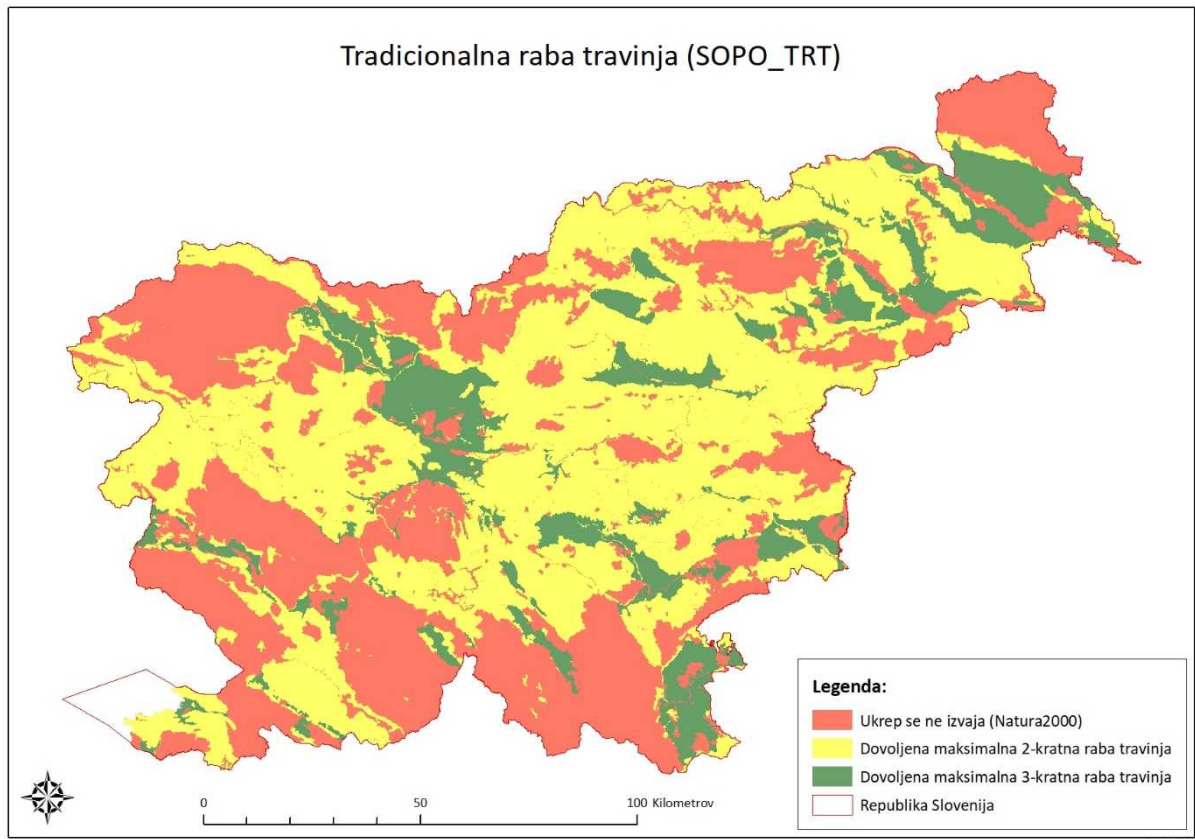 Tradicionalna raba travinja (SOPO_TRT)
Legenda:
Ukrep se ne izvaja (Natura2000)
Dovoljena maksimalna 2-kratna raba travinja
Dovoljena maksimalna 3-kratna raba travinja
Republika Slovenija
0 50 100 Kilometrov